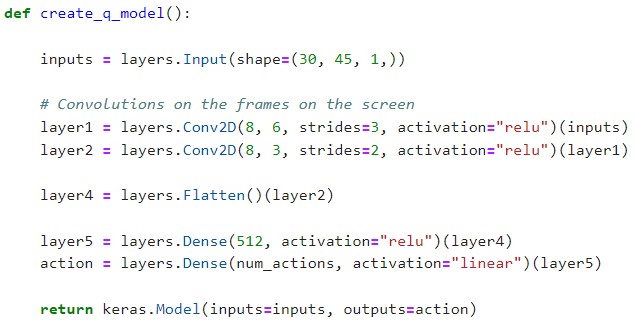 def create_q_model():
    inputs = layers.Input(shape=(30, 45, 1,))
    # Convolutions on the frames on the screen
    layer1 = layers.Conv2D(8, 6, strides=3, activation="relu")(inputs)
    layer2 = layers.Conv2D(8, 3, strides=2, activation="relu")(layer1)
    layer4 = layers.Flatten()(layer2)
    layer5 = layers.Dense(512, activation="relu")(layer4)
    action = layers.Dense(num_actions, activation="linear")(layer5)
    return keras.Model(inputs=inputs, outputs=action)